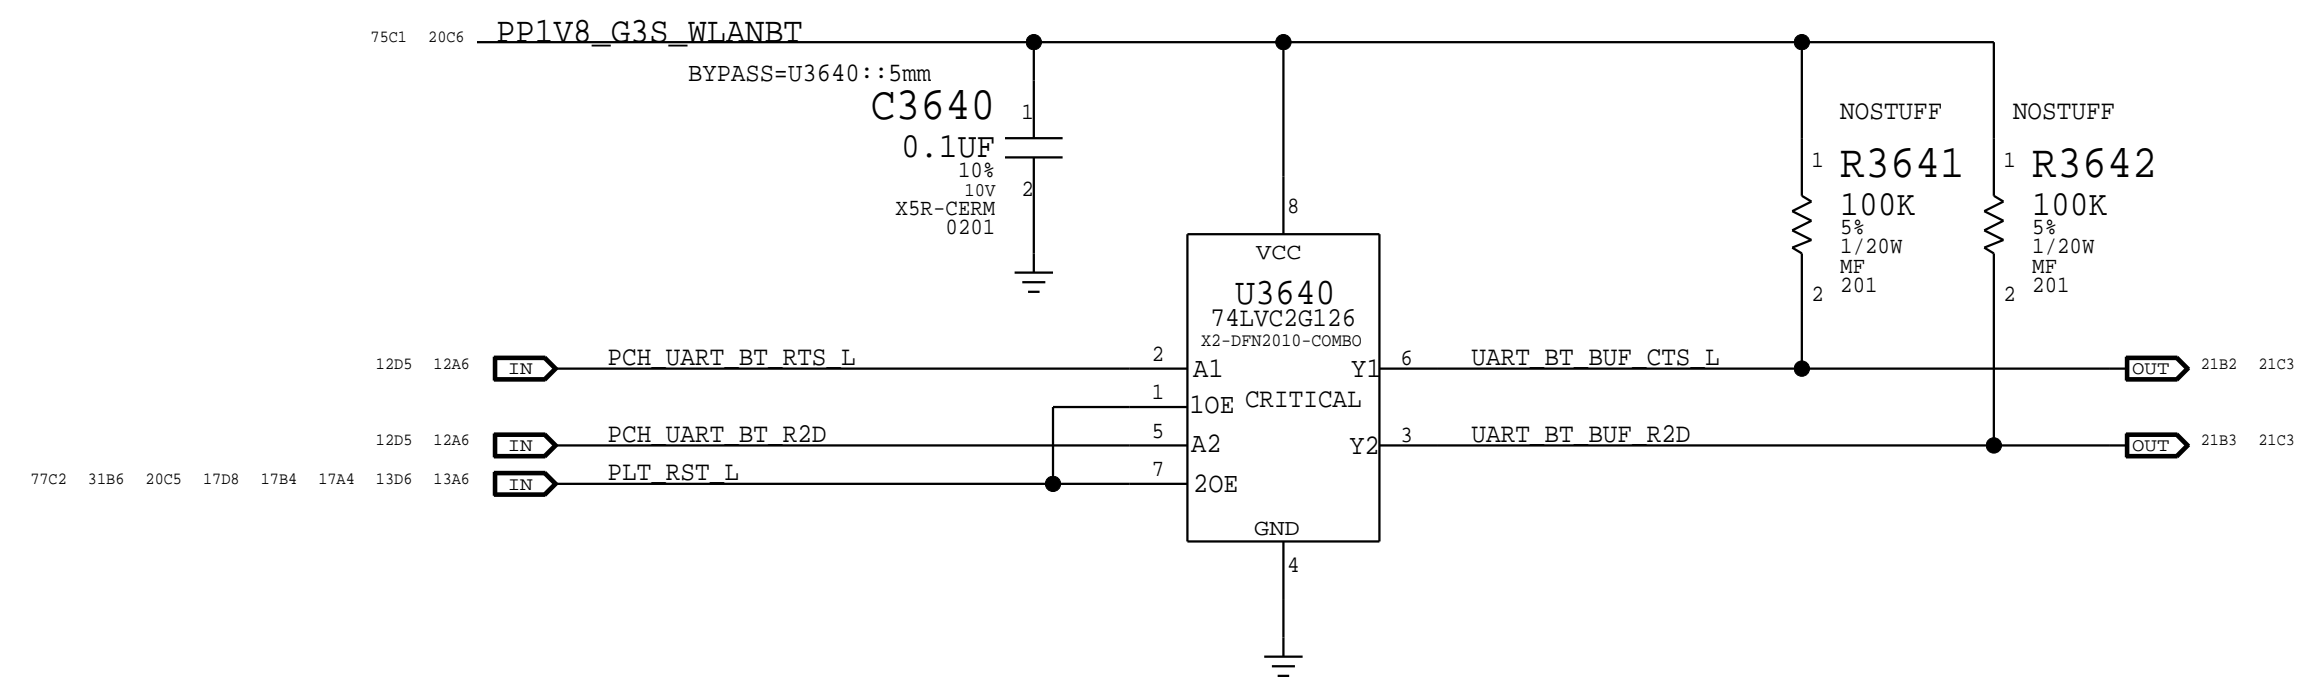 75C1 20C6 PP1V8_G3S_WLANBT
BYPASS=U3640::5mm
C3640
1
0.1UF
10%
10V
2
X5R-CERM
0201
NOSTUFF
1
R3641
100K
5%
1/20W
MF
201
2
NOSTUFF
1
R3642
100K
5%
1/20W
MF
201
2
8
VCC
U3640
74LVC2G126
X2-DFN2010-COMBO
12D5 12A6 IN PCH_UART_BT_RTS_L 2 A1 Y1 6 UART_BT_BUF_CTS_L OUT 21B2 21C3
1 1OE CRITICAL
12D5 12A6 IN PCH_UART_BT_R2D 5 A2 Y2 3 UART_BT_BUF_R2D OUT 21B3 21C3
77C2 31B6 20C5 17D8 17B4 17A4 13D6 13A6 IN PLT_RST_L 7 2OE
GND
4